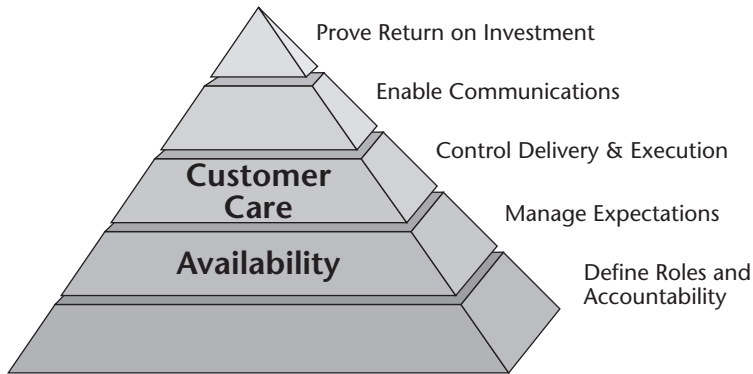 Prove Return on Investment
Enable Communications
Control Delivery & Execution
Customer
Care
Manage Expectations
Availability
Define Roles and
Accountability